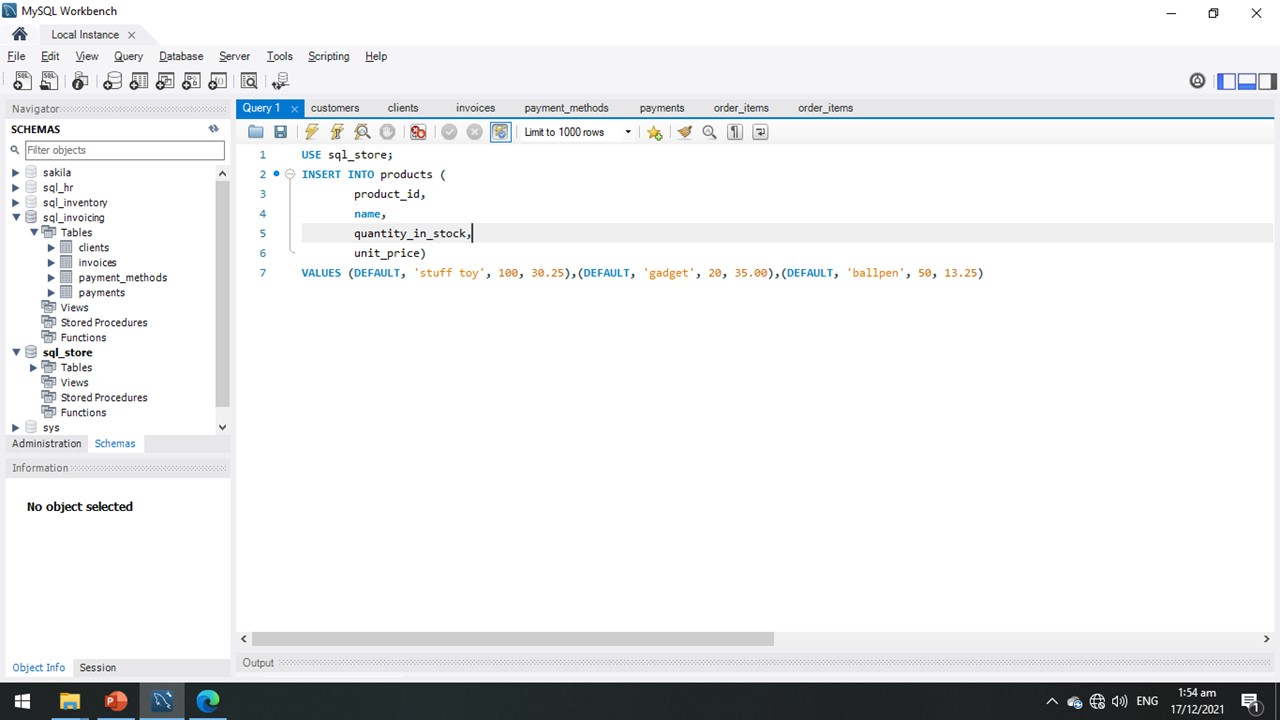 MySQL Workbench
Local Instance
File Edit View Query Database Server Tools Scripting Help
Navigator
SCHEMAS
Filter objects
sakila
sql_hr
sql_inventory
sql_invoicing
Tables
clients
invoices
payment_methods
payments
Views
Stored Procedures
Functions
sql_store
Tables
Views
Stored Procedures
Functions
sys
Administration Schemas
Information
No object selected
Object Info Session
Query 1 customers clients invoices payment_methods payments order_items order_items
Limit to 1000 rows
1 USE sql_store;
2 INSERT INTO products (
3 product_id,
4 name,
5 quantity_in_stock,
6 unit_price)
7 VALUES (DEFAULT, 'stuff toy', 100, 30.25),(DEFAULT, 'gadget', 20, 35.00),(DEFAULT, 'ballpen', 50, 13.25)
Output
ENG
1:54 am
17/12/2021
1